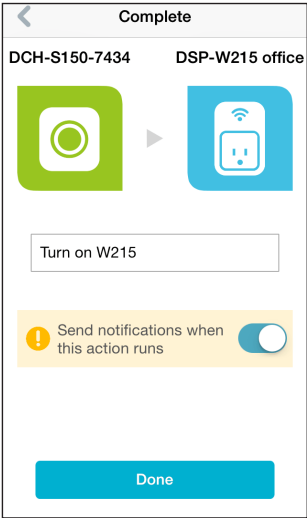 Complete
DCH-S150-7434 DSP-W215 office
Turn on W215
Send notifications when
this action runs
Done